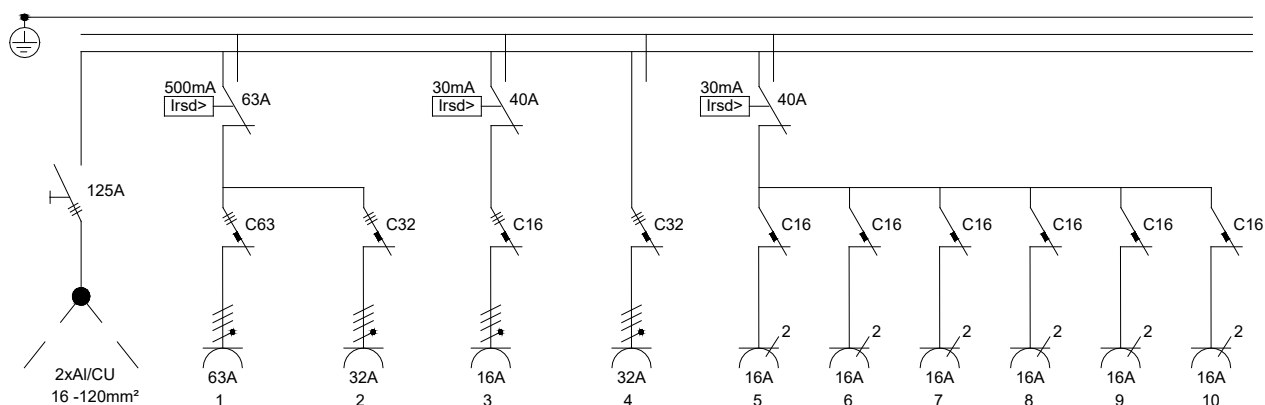 500mA
Irsd>
63A
30mA
Irsd>
40A
30mA
Irsd>
40A
125A
C63
C32
C16
C32
C16
C16
C16
C16
C16
C16
2
2
2
2
2
2
2xAl/CU
16 -120mm²
63A
32A
16A
32A
16A
16A
16A
16A
16A
16A
1
2
3
4
5
6
7
8
9
10